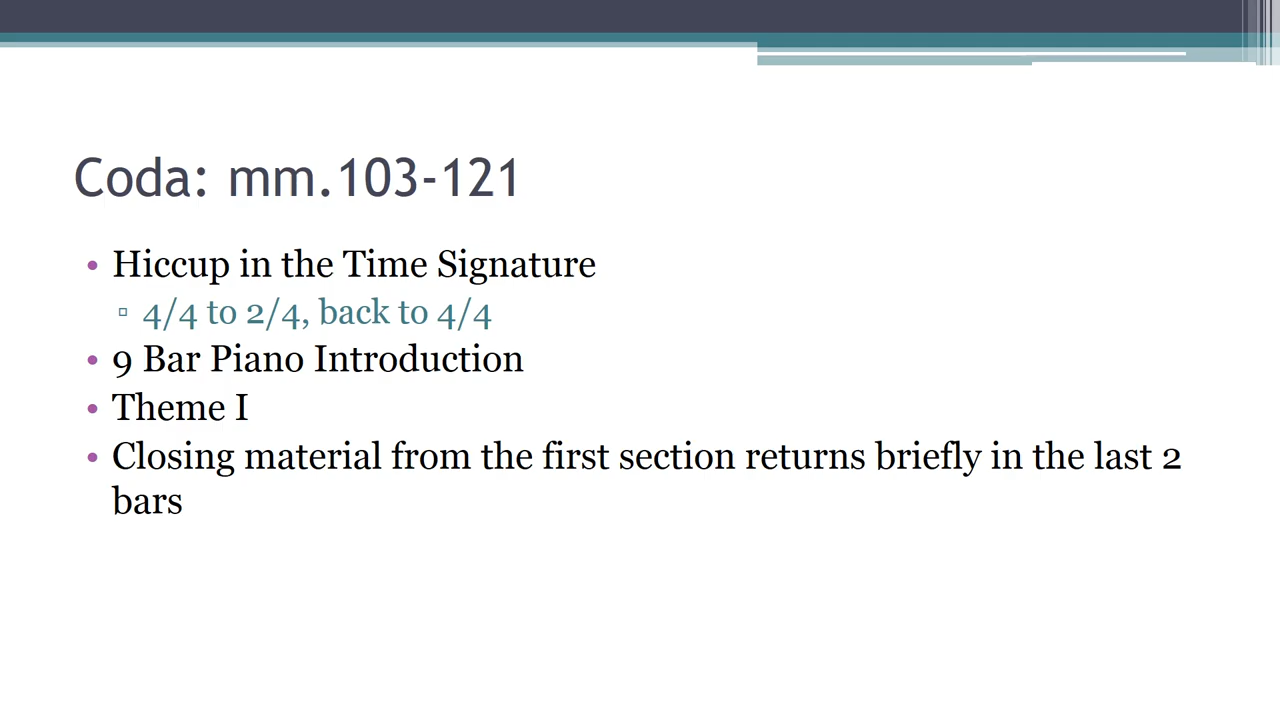 Coda: mm.103-121
• Hiccup in the Time Signature
▫ 4/4 to 2/4, back to 4/4
• 9 Bar Piano Introduction
• Theme I
• Closing material from the first section returns briefly in the last 2
bars